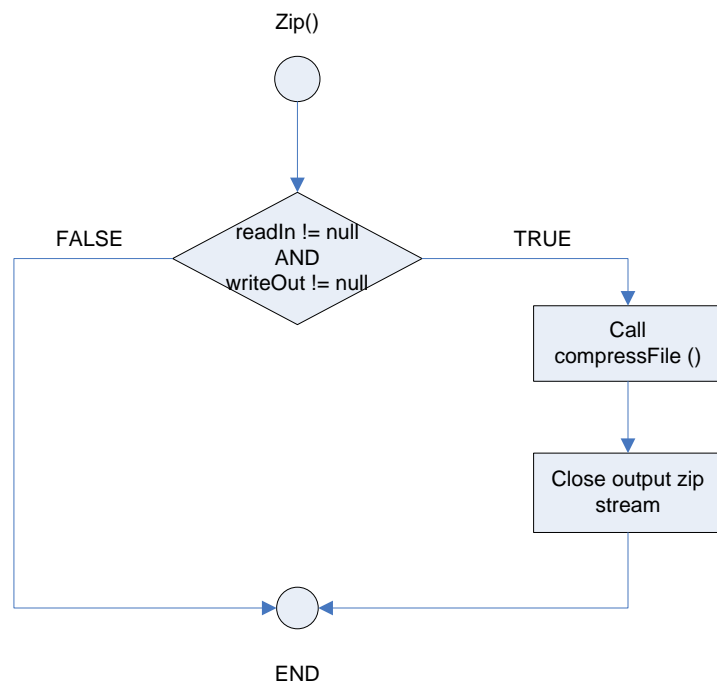 Zip()
readIn != null
AND
writeOut != null
FALSE
TRUE
Call
compressFile ()
Close output zip
stream
END